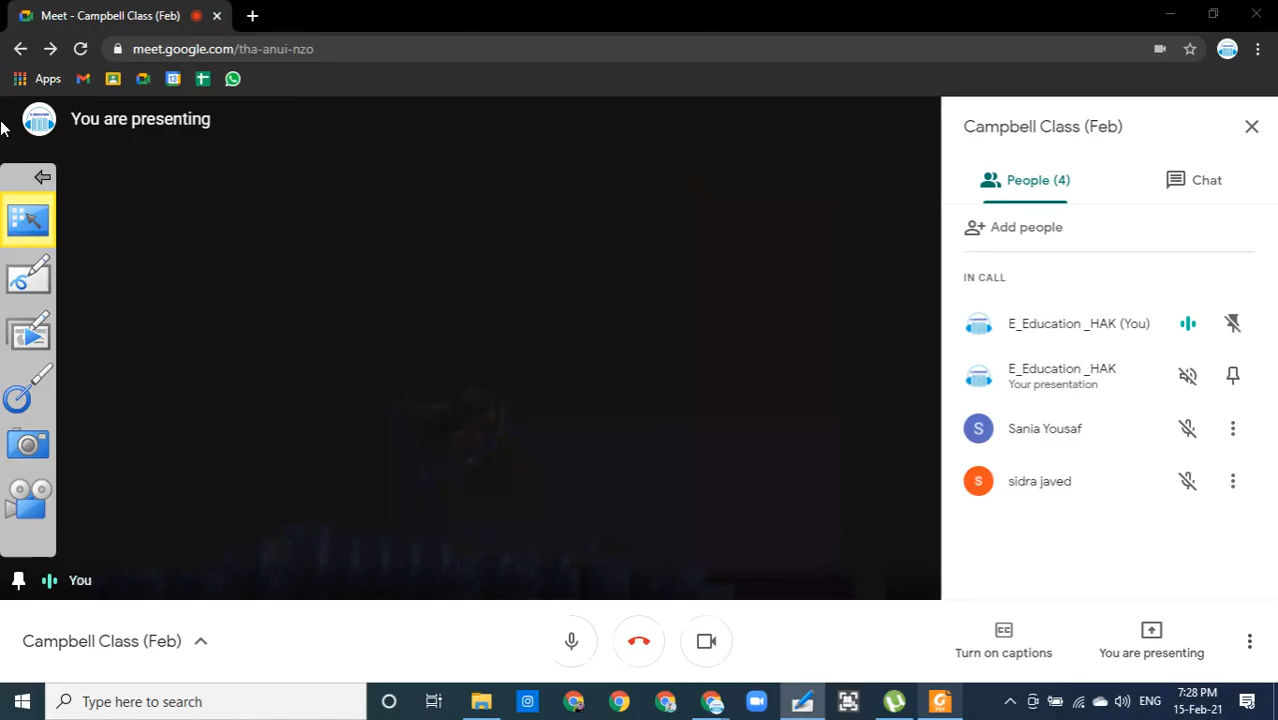 Meet - Campbell Class (Feb)
meet.google.com/tha-anui-nzo
Apps
You are presenting
Campbell Class (Feb)
People (4)
Chat
Add people
IN CALL
E_Education _HAK (You)
E_Education _HAK
Your presentation
S
Sania Yousaf
s
sidra javed
You
Campbell Class (Feb)
CC
Turn on captions
You are presenting
Type here to search
ENG
7:28 PM
15-Feb-21